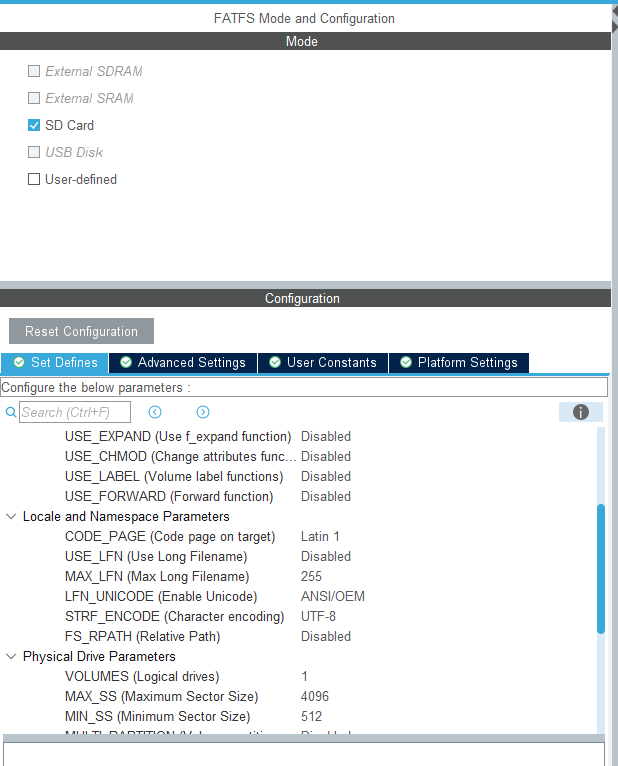 FATFS Mode and Configuration
Mode
External SDRAM
External SRAM
SD Card
USB Disk
User-defined
Configuration
Reset Configuration
Set Defines Advanced Settings User Constants Platform Settings
Configure the below parameters :
Search (Ctrl+F)
USE_EXPAND (Use f_expand function) Disabled
USE_CHMOD (Change attributes func... Disabled
USE_LABEL (Volume label functions) Disabled
USE_FORWARD (Forward function) Disabled
Locale and Namespace Parameters
CODE_PAGE (Code page on target) Latin 1
USE_LFN (Use Long Filename) Disabled
MAX_LFN (Max Long Filename) 255
LFN_UNICODE (Enable Unicode) ANSI/OEM
STRF_ENCODE (Character encoding) UTF-8
FS_RPATH (Relative Path) Disabled
Physical Drive Parameters
VOLUMES (Logical drives) 1
MAX_SS (Maximum Sector Size) 4096
MIN_SS (Minimum Sector Size) 512